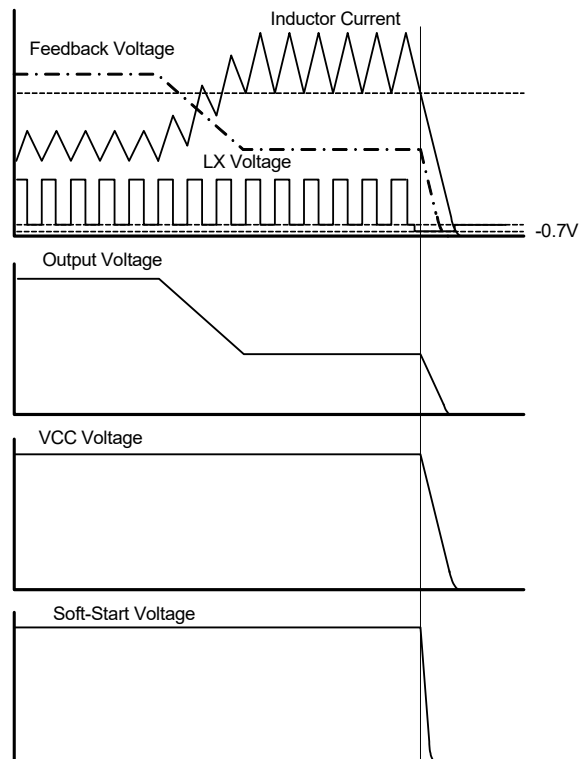 Inductor Current
Feedback Voltage
LX Voltage
-0.7V
Output Voltage
VCC Voltage
Soft-Start Voltage